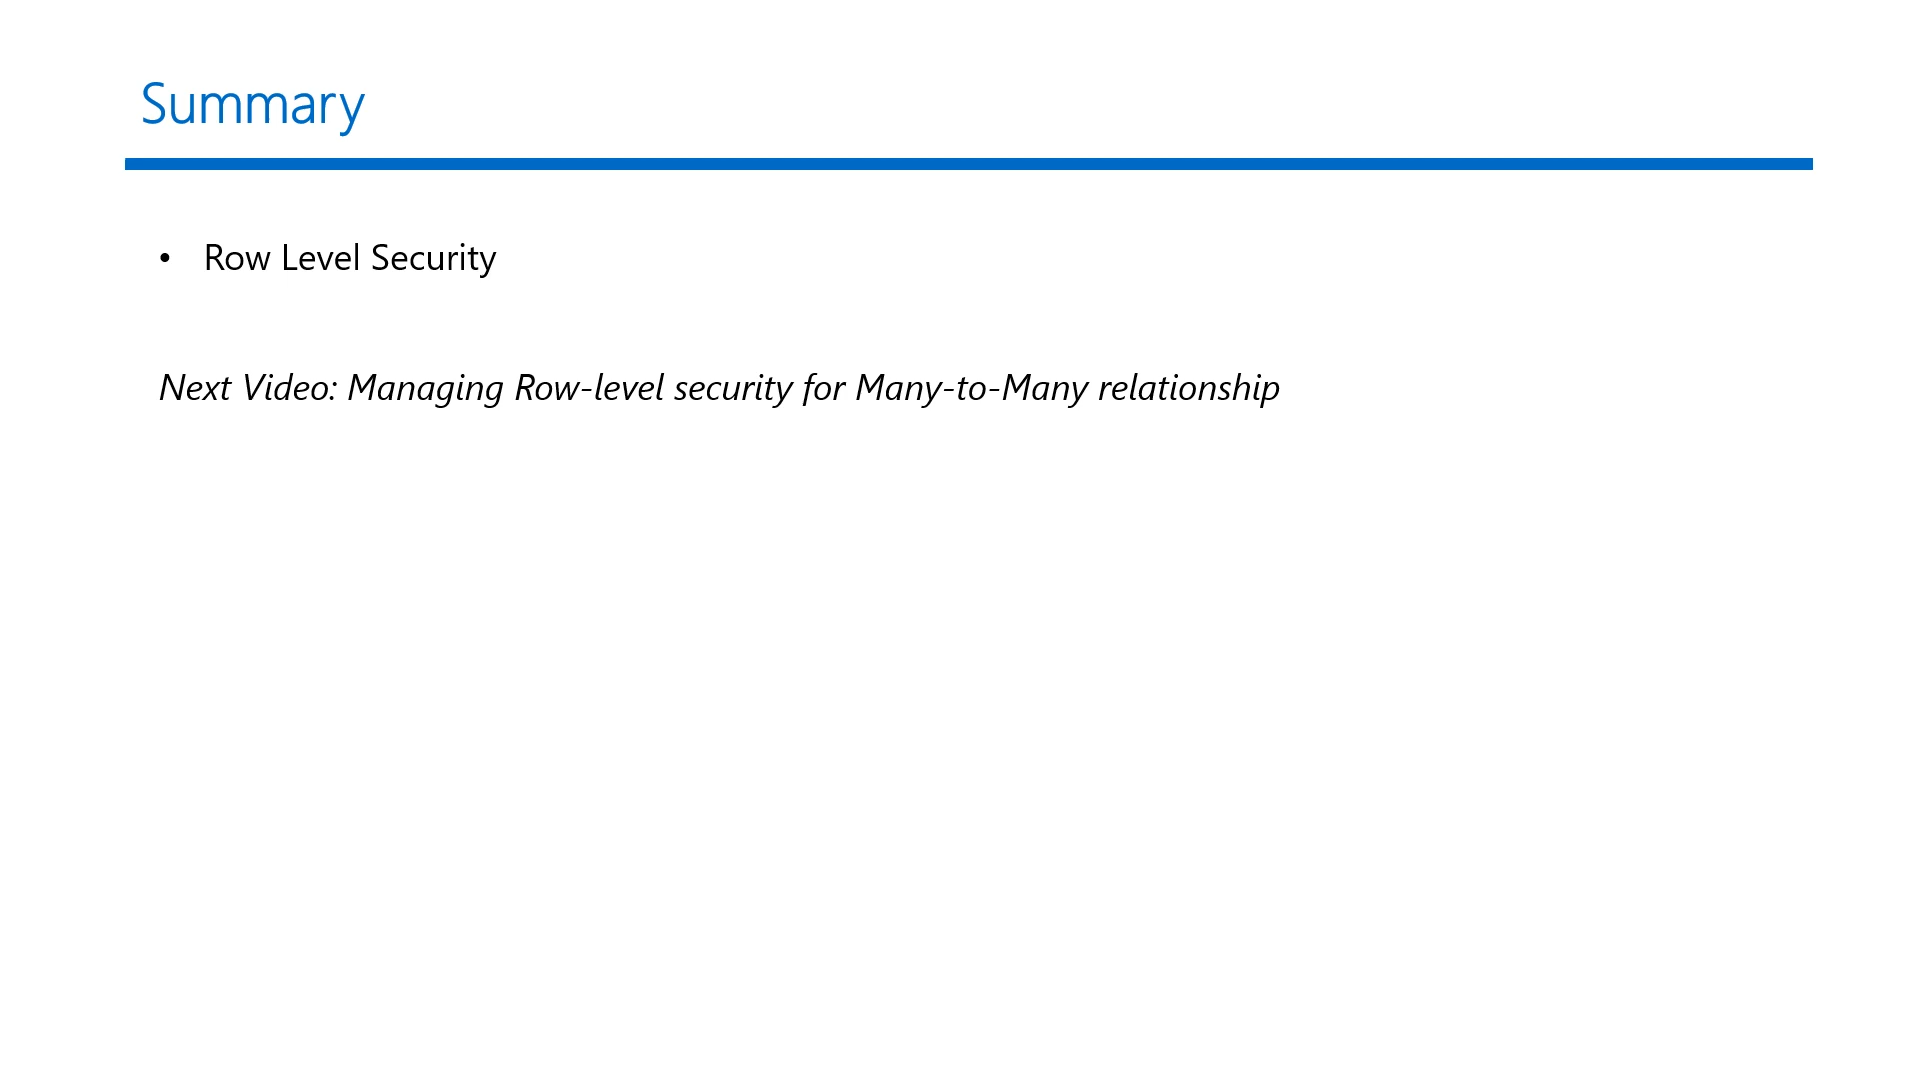 Summary
• Row Level Security
Next Video: Managing Row-level security for Many-to-Many relationship